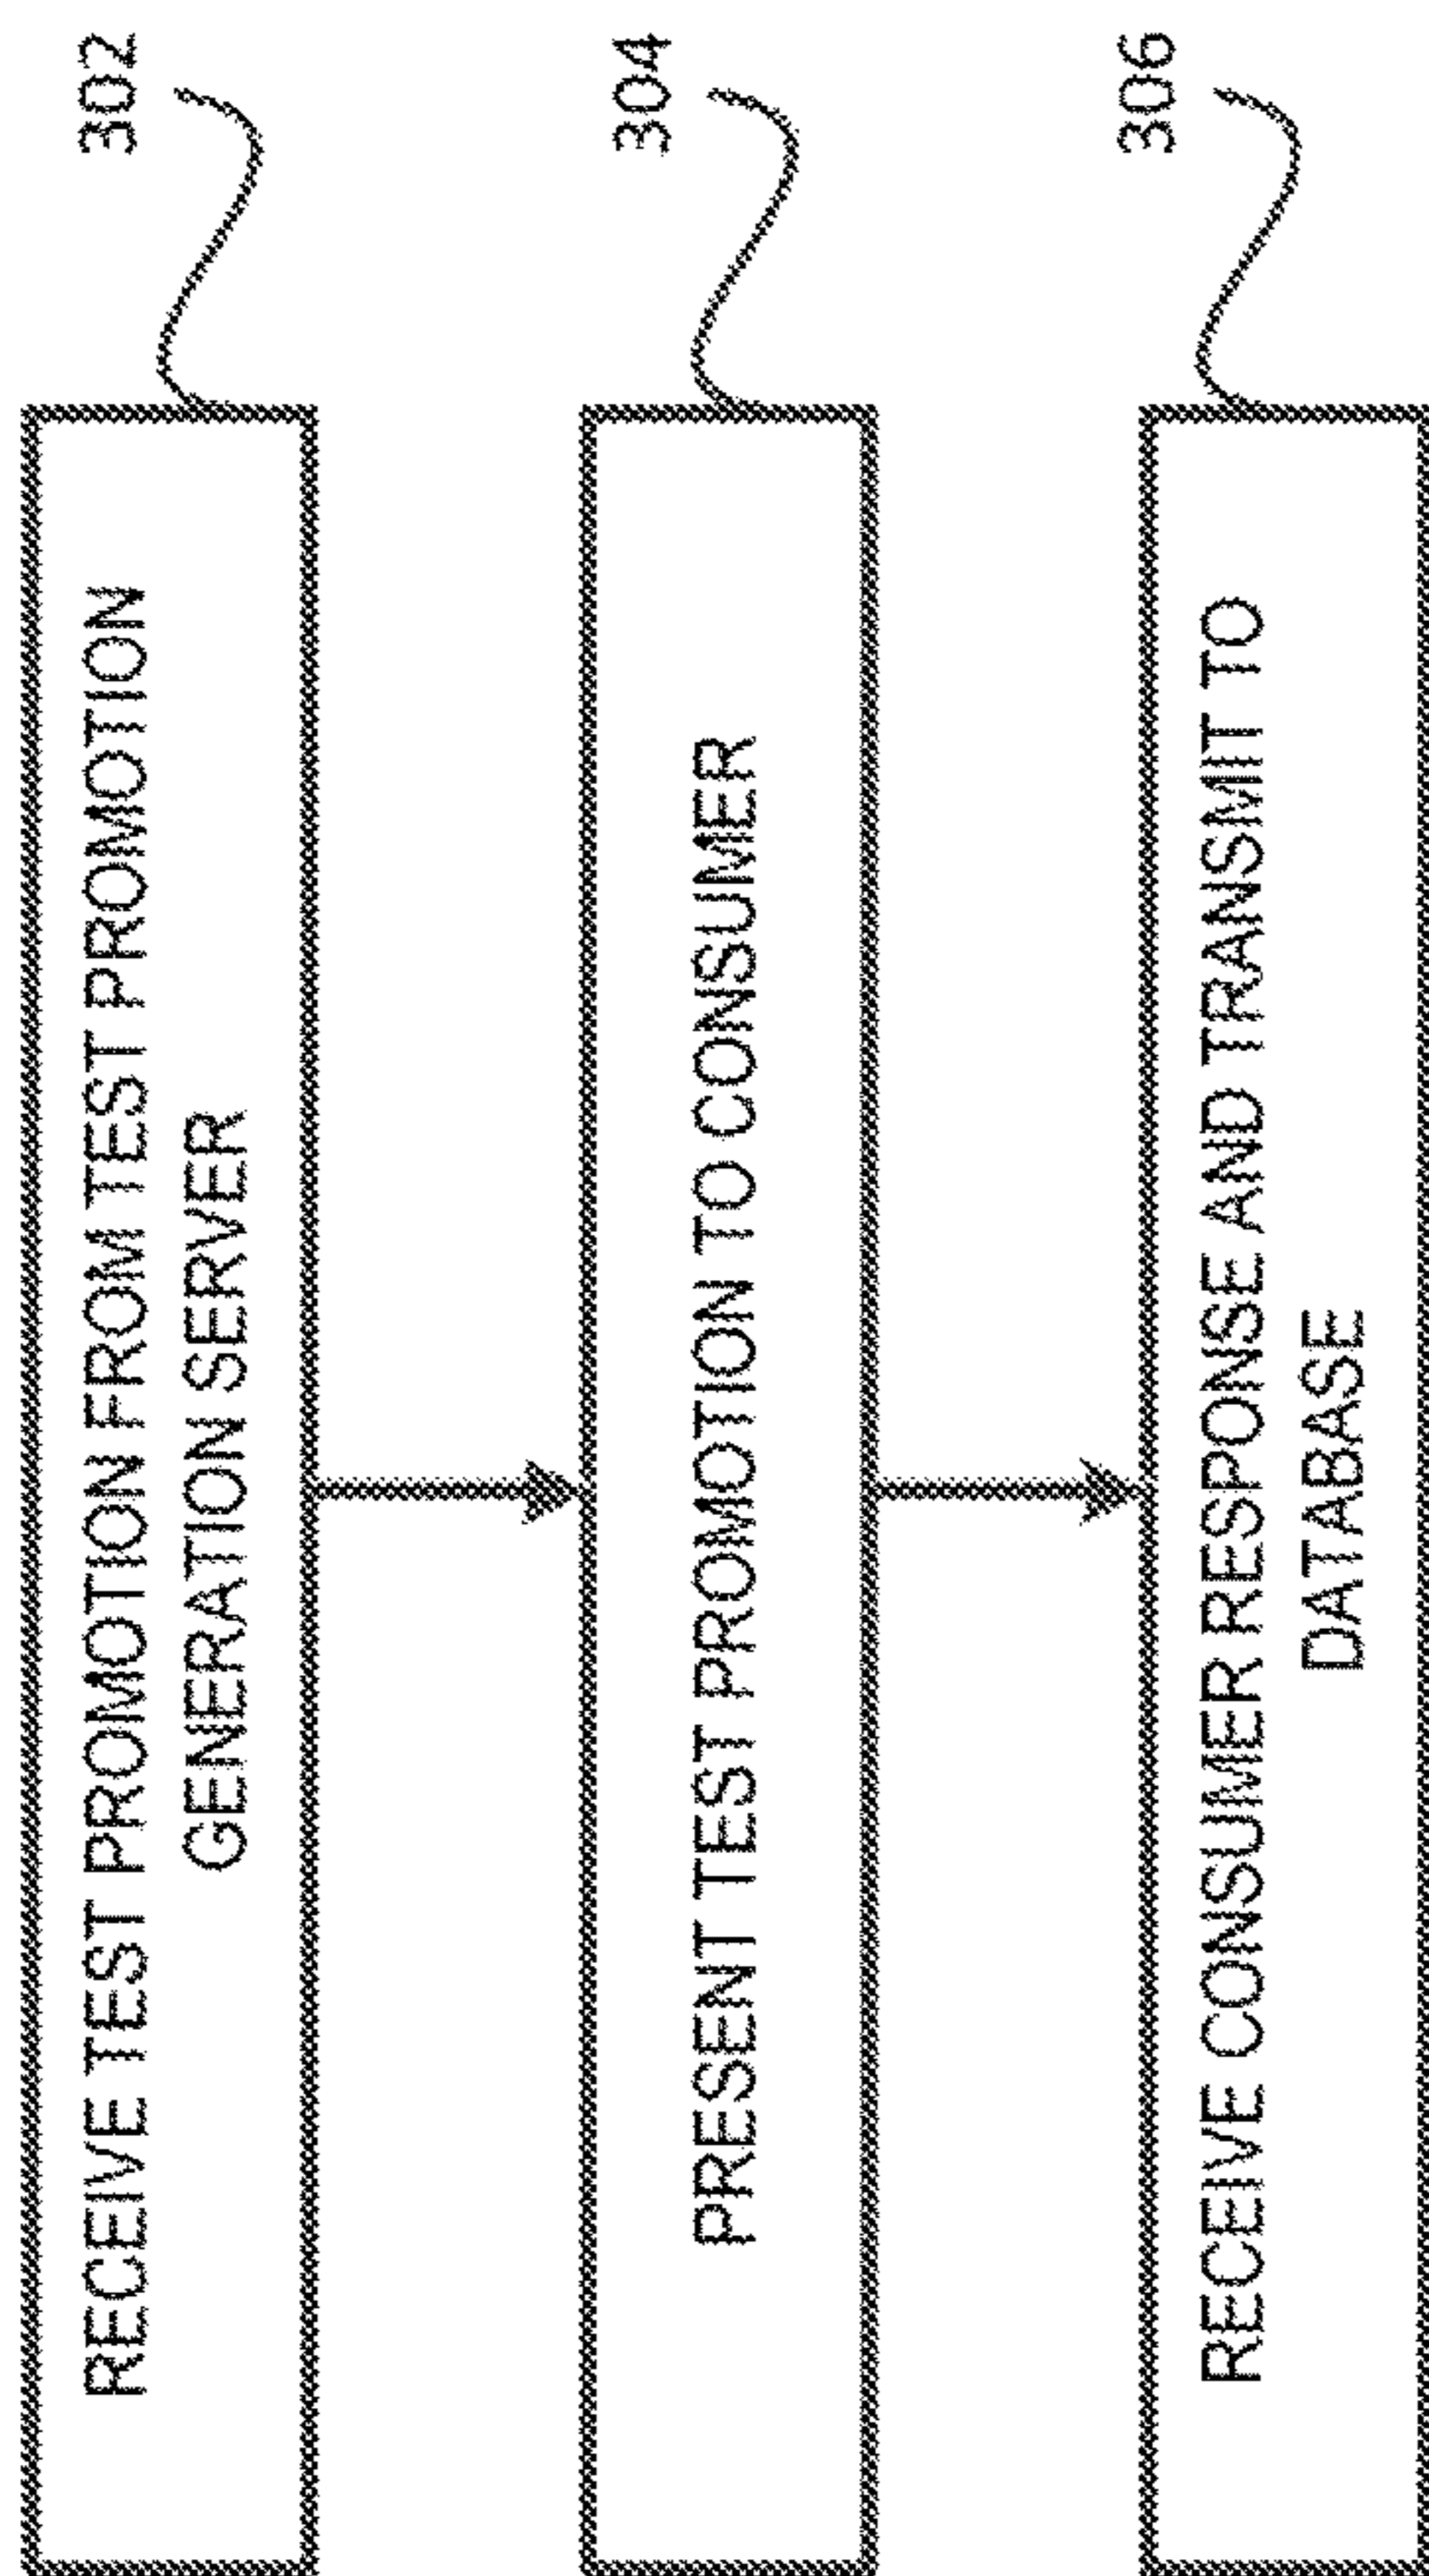 302
RECEIVE TEST PROMOTION FROM TEST PROMOTION
GENERATION SERVER
304
PRESENT TEST PROMOTION TO CONSUMER
306
RECEIVE CONSUMER RESPONSE AND TRANSMIT TO
DATABASE